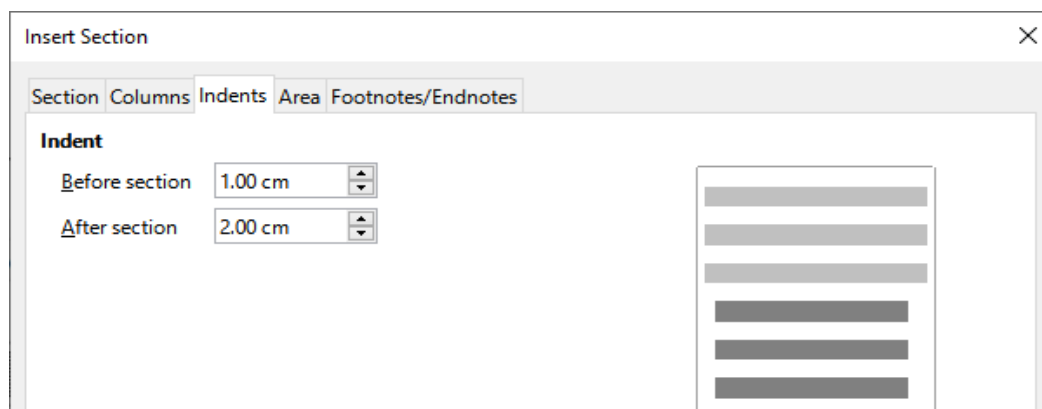 Insert Section
Section Columns Indents Area Footnotes/Endnotes
Indent
Before section 1.00 cm
After section 2.00 cm